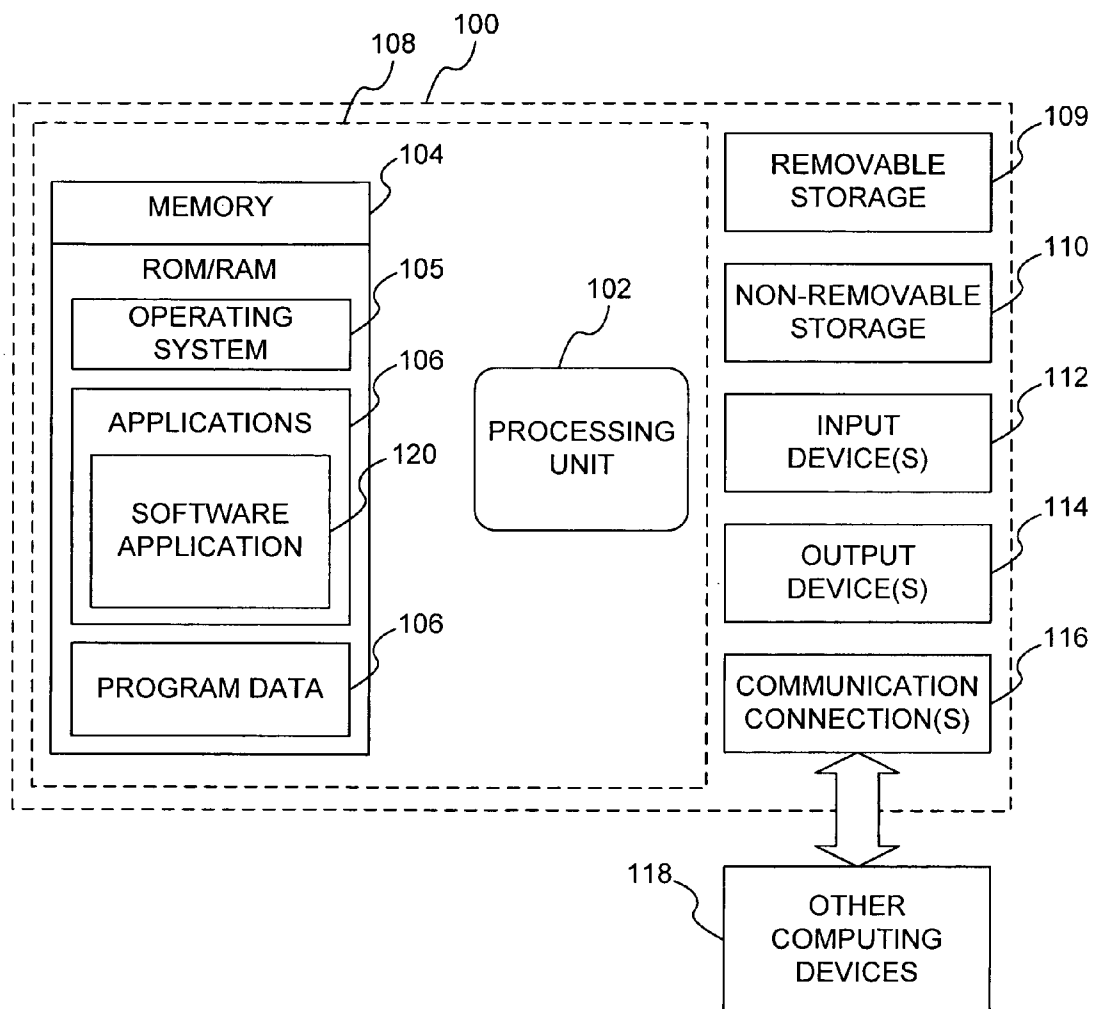 108
100
104
MEMORY
ROM/RAM
105
OPERATING
SYSTEM
106
APPLICATIONS
120
SOFTWARE
APPLICATION
106
PROGRAM DATA
102
PROCESSING
UNIT
109
REMOVABLE
STORAGE
110
NON-REMOVABLE
STORAGE
112
INPUT
DEVICE(S)
114
OUTPUT
DEVICE(S)
116
COMMUNICATION
CONNECTION(S)
118
OTHER
COMPUTING
DEVICES